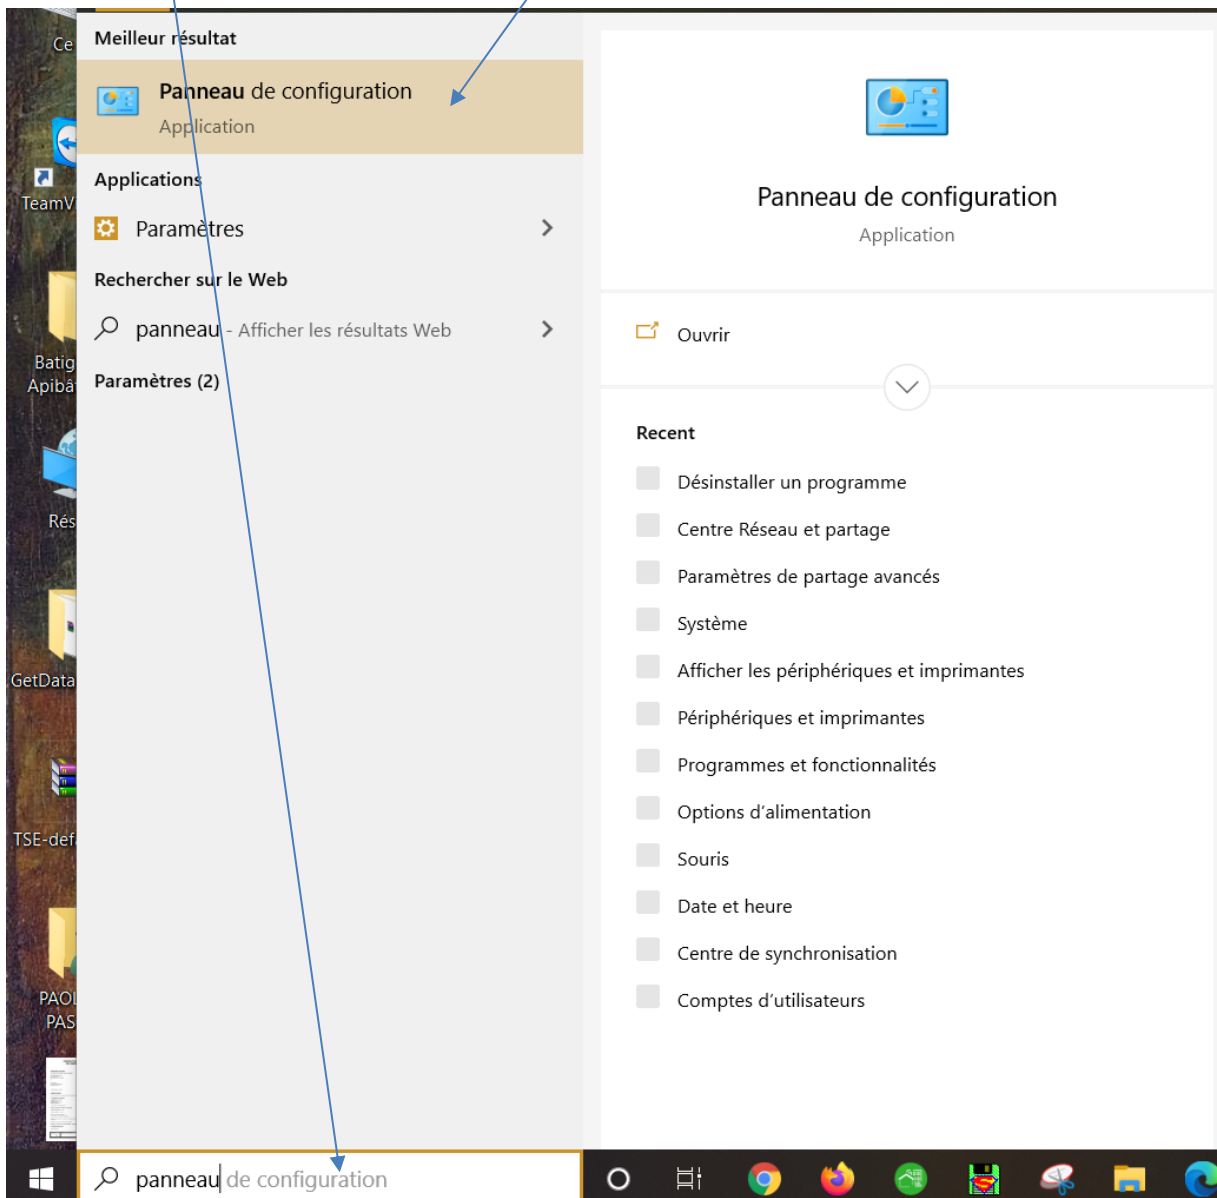 Ce
Meilleur résultat
Panneau de configuration
Application
Applications
Paramètres
Rechercher sur le Web
panneau - Afficher les résultats Web
Paramètres (2)
Panneau de configuration
Application
Ouvrir
Recent
Désinstaller un programme
Centre Réseau et partage
Paramètres de partage avancés
Système
Afficher les périphériques et imprimantes
Périphériques et imprimantes
Programmes et fonctionnalités
Options d'alimentation
Souris
Date et heure
Centre de synchronisation
Comptes d'utilisateurs
TeamV
Batig
Apibâ
Rés
GetData
TSE-def
PAO
PAS
panneau de configuration